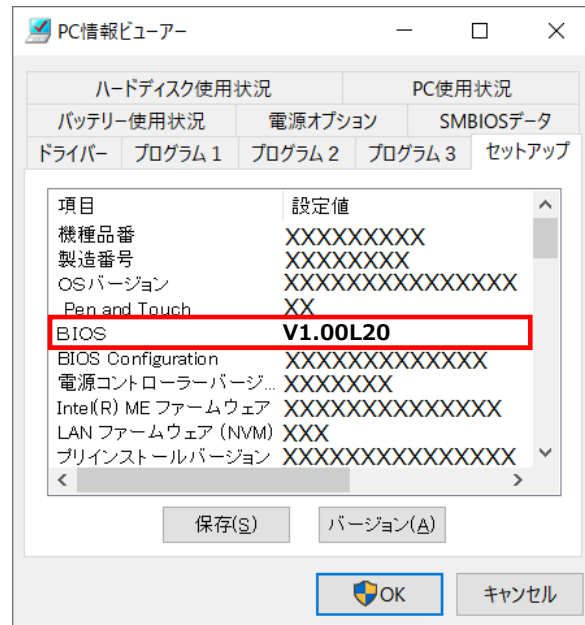 PC情報ビューアー
ハードディスク使用状況 PC使用状況
バッテリー使用状況 電源オプション SMBIOSデータ
ドライバー プログラム 1 プログラム 2 プログラム 3 セットアップ
項目 設定値
機種品番 XXXXXXXXX
製造番号 XXXXXXXX
OSバージョン XXXXXXXXXXXXXXX
Pen and Touch XX
BIOS V1.00L20
BIOS Configuration XXXXXXXXXXXXX
電源コントローラーバージ... XXXXXXX
Intel(R) ME ファームウェア XXXXXXXXXXXXXX
LAN ファームウェア (NVM) XXX
プリインストールバージョン XXXXXXXXXXXXXXX
保存(S) バージョン(A)
OK キャンセル